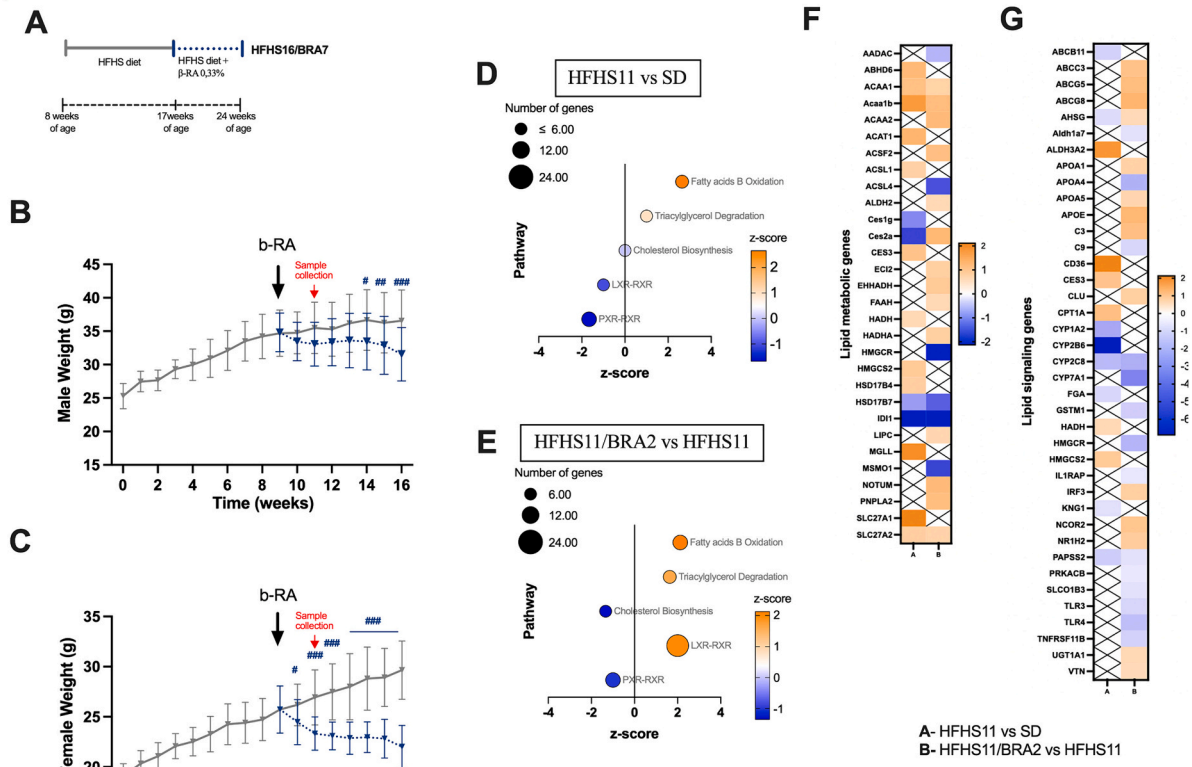 A
HFHS16/BRA7
HFHS diet
HFHS diet +
β-RA 0,33%
8 weeks
of age
17weeks
of age
24 weeks
of age
B
b-RA
Sample
collection
# ## ###
Male Weight (g)
45
40
35
30
25
20
15
0 2 4 6 8 10 12 14 16
Time (weeks)
C
b-RA
Sample
collection
# ### ### ###
emale Weight (g)
35
30
25
20
D
HFHS11 vs SD
Number of genes
≤ 6.00
12.00
24.00
Pathway
Fatty acids B Oxidation
Triacylglycerol Degradation
Cholesterol Biosynthesis
LXR-RXR
PXR-RXR
z-score
2
1
0
-1
-4 -2 0 2 4
z-score
E
HFHS11/BRA2 vs HFHS11
Number of genes
6.00
12.00
24.00
Pathway
Fatty acids B Oxidation
Triacylglycerol Degradation
Cholesterol Biosynthesis
LXR-RXR
PXR-RXR
z-score
2
1
0
-1
-4 -2 0 2 4
z-score
F
Lipid metabolic genes
AADAC
ABHD6
ACAA1
Acaa1b
ACAA2
ACAT1
ACSF2
ACSL1
ACSL4
ALDH2
Ces1g
Ces2a
CES3
ECI2
EHHADH
FAAH
HADH
HADHA
HMGCR
HMGCS2
HSD17B4
HSD17B7
IDI1
LIPC
MGLL
MSMO1
NOTUM
PNPLA2
SLC27A1
SLC27A2
A B
2
1
0
-1
-2
G
Lipid signaling genes
ABCB11
ABCC3
ABCG5
ABCG8
AHSG
Aldh1a7
ALDH3A2
APOA1
APOA4
APOA5
APOE
C3
C9
CD36
CES3
CLU
CPT1A
CYP1A2
CYP2B6
CYP2C8
CYP7A1
FGA
GSTM1
HADH
HMGCR
HMGCS2
IL1RAP
IRF3
KNG1
NCOR2
NR1H2
PAPSS2
PRKACB
SLCO1B3
TLR3
TLR4
TNFRSF11B
UGT1A1
VTN
A B
2
1
0
-1
-2
-3
-4
-5
-6
A- HFHS11 vs SD
B- HFHS11/BRA2 vs HFHS11